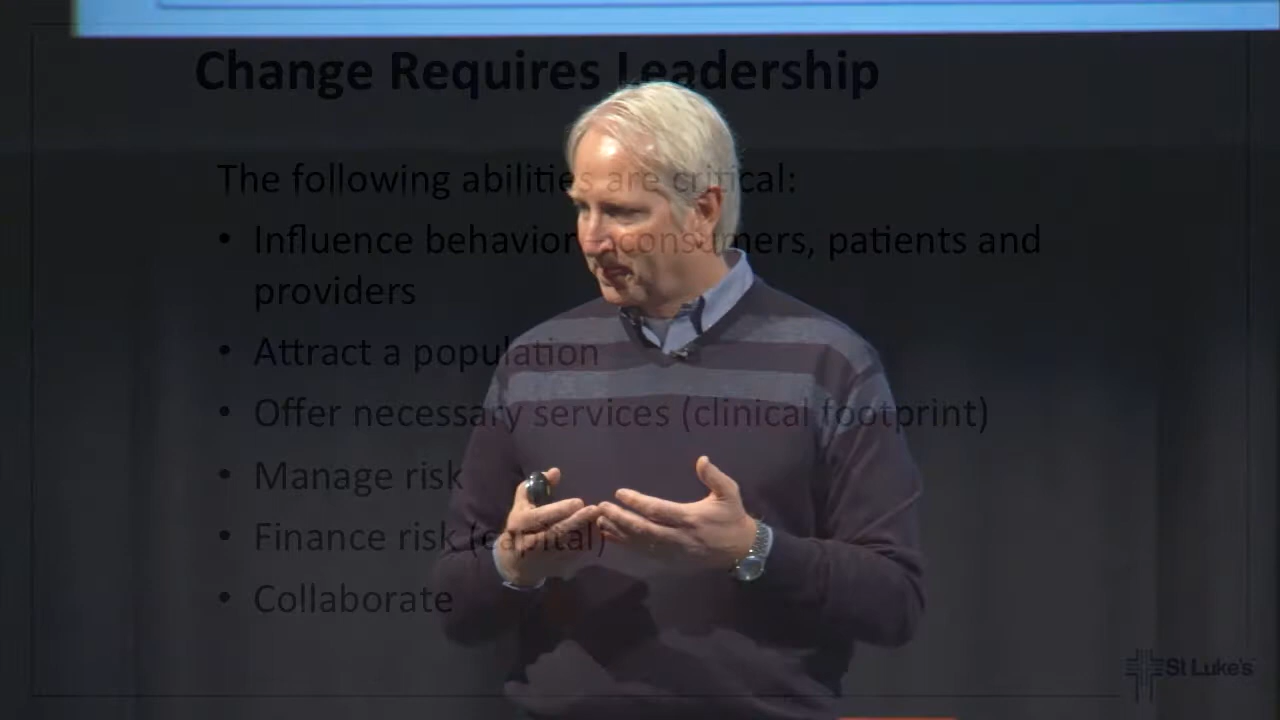 Change Requires Leadership
The following abilities are critical:
• Influence behavior - consumers, patients and
providers
• Attract a population
• Offer necessary services (clinical footprint)
• Manage risk
• Finance risk (capital)
• Collaborate
St Luke's